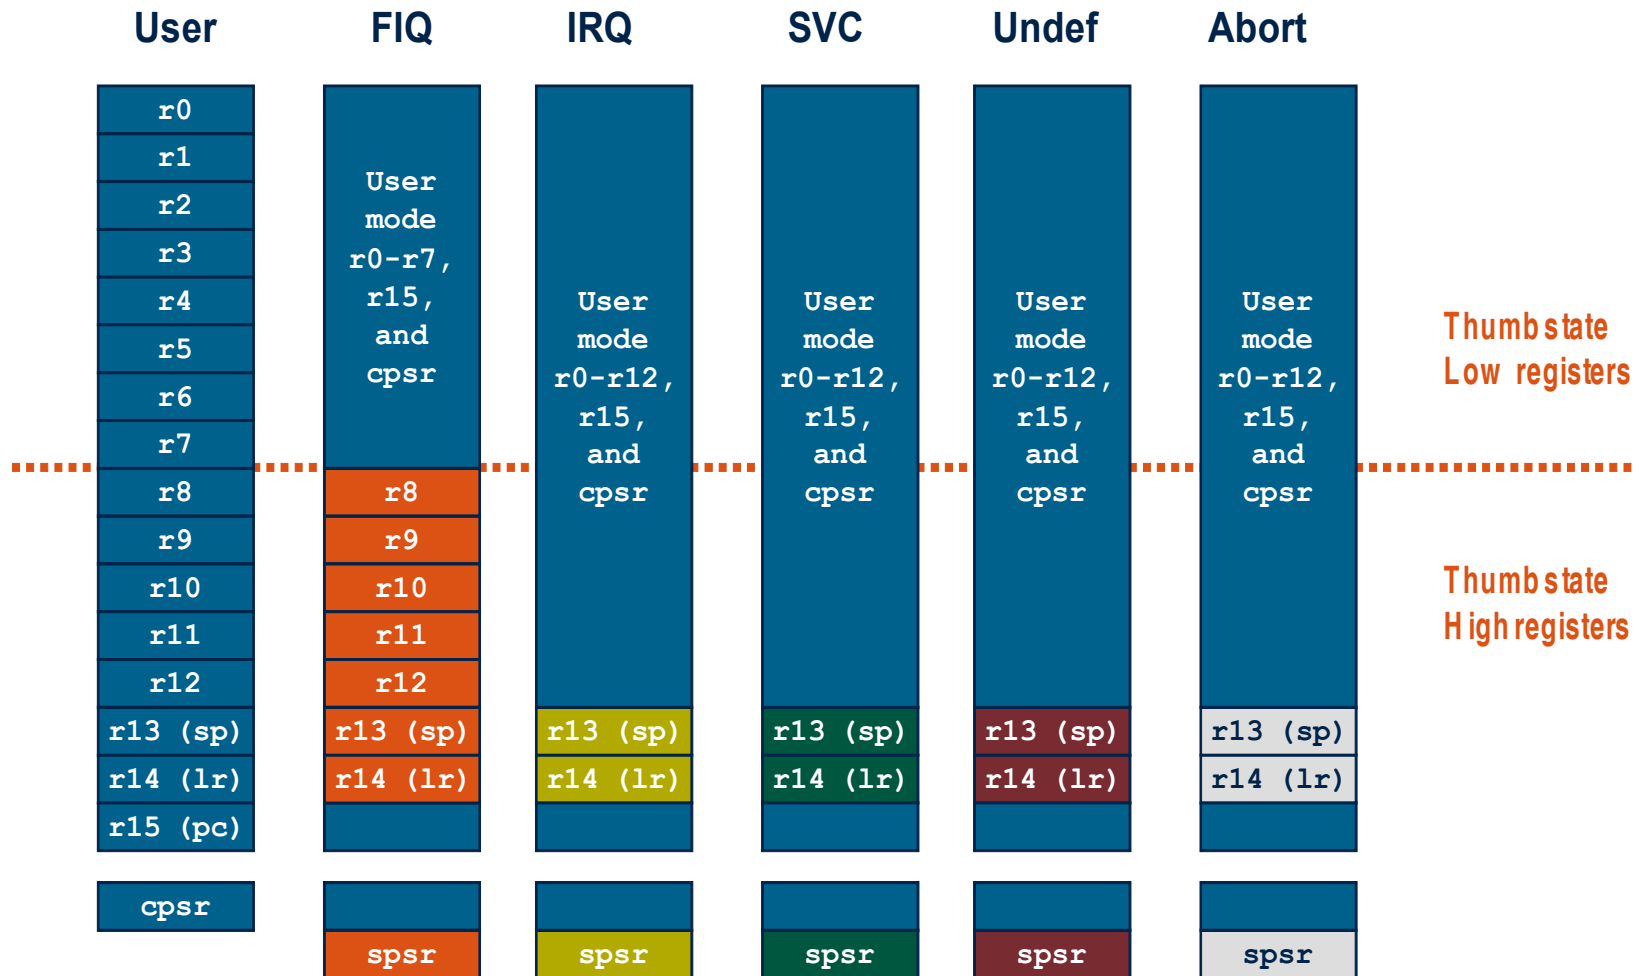 User FIQ IRQ SVC Undef Abort
r0
r1
r2
r3
r4
r5
r6
r7
r8
r9
r10
r11
r12
r13 (sp)
r14 (lr)
r15 (pc)
cpsr
User
mode
r0-r7,
r15,
and
cpsr
r8
r9
r10
r11
r12
r13 (sp)
r14 (lr)
spsr
User
mode
r0-r12,
r15,
and
cpsr
r13 (sp)
r14 (lr)
spsr
User
mode
r0-r12,
r15,
and
cpsr
r13 (sp)
r14 (lr)
spsr
User
mode
r0-r12,
r15,
and
cpsr
r13 (sp)
r14 (lr)
spsr
User
mode
r0-r12,
r15,
and
cpsr
r13 (sp)
r14 (lr)
spsr
Thumb state
Low registers
Thumb state
High registers